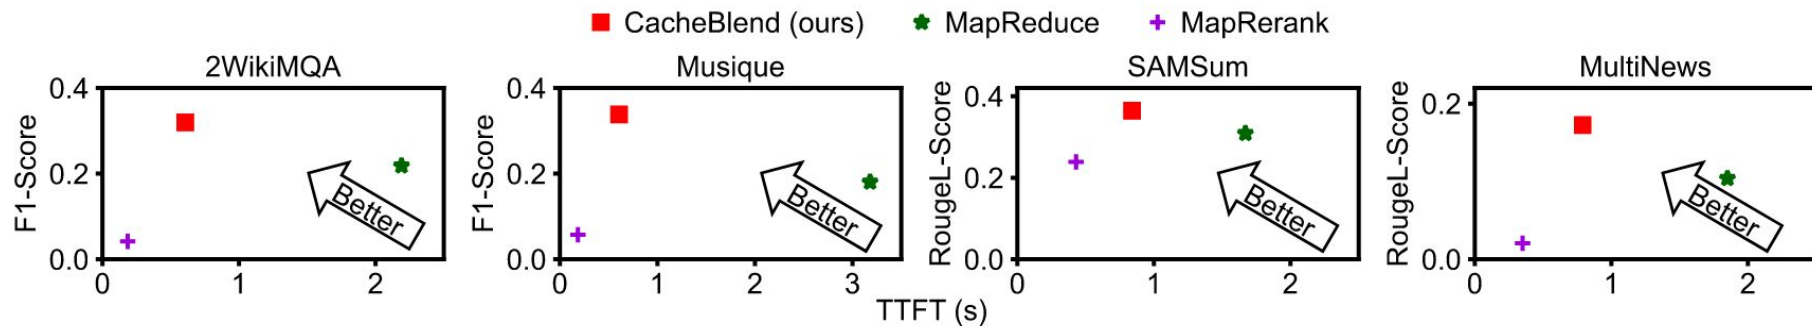 CacheBlend (ours) MapReduce MapRerank
2WikiMQA
F1-Score
0.4
0.2
0.0
0 1 2
Better
Musique
F1-Score
0.4
0.2
0.0
0 1 2 3
Better
SAMSum
RougeL-Score
0.4
0.2
0.0
0 1 2
Better
MultiNews
RougeL-Score
0.2
0.0
0 1 2
Better
TTFT (s)